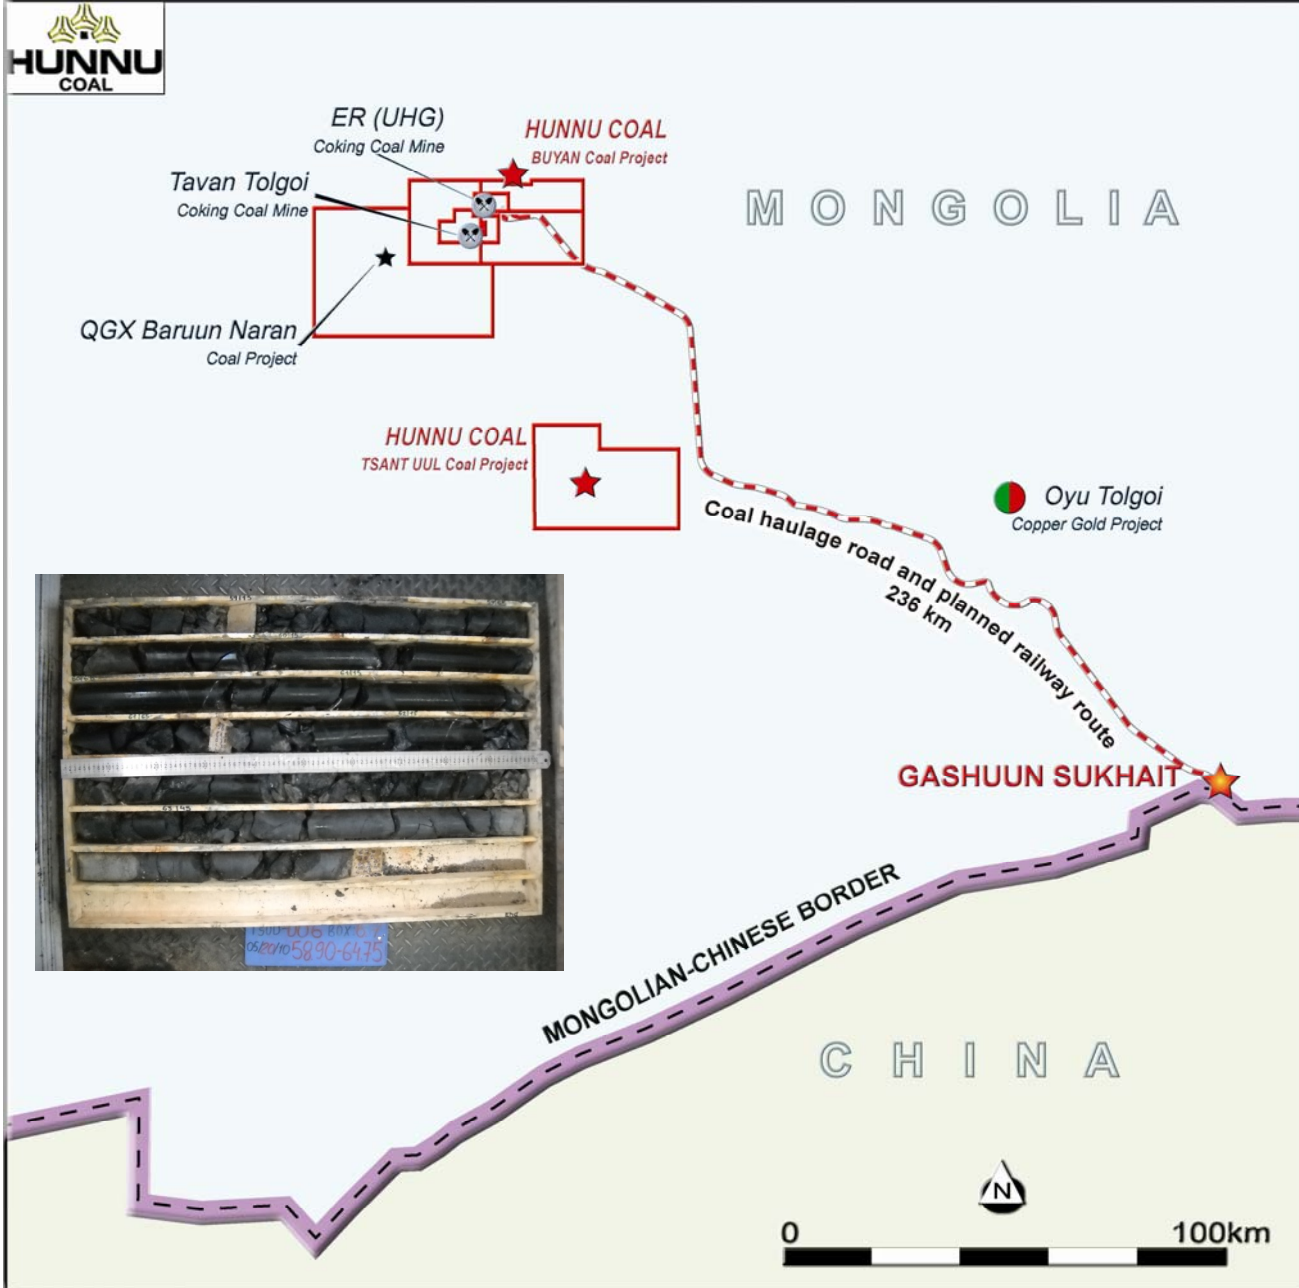 HUNNU
COAL
ER (UHG)
Coking Coal Mine
HUNNU COAL
BUYAN Coal Project
Tavan Tolgoi
Coking Coal Mine
MONGOLIA
QGX Baruun Naran
Coal Project
HUNNU COAL
TSANT UUL Coal Project
Oyu Tolgoi
Copper Gold Project
Coal haulage road and planned railway route
236 km
GASHUUN SUKHAIT
MONGOLIAN-CHINESE BORDER
5890-6475
CHINA
N
0 100km